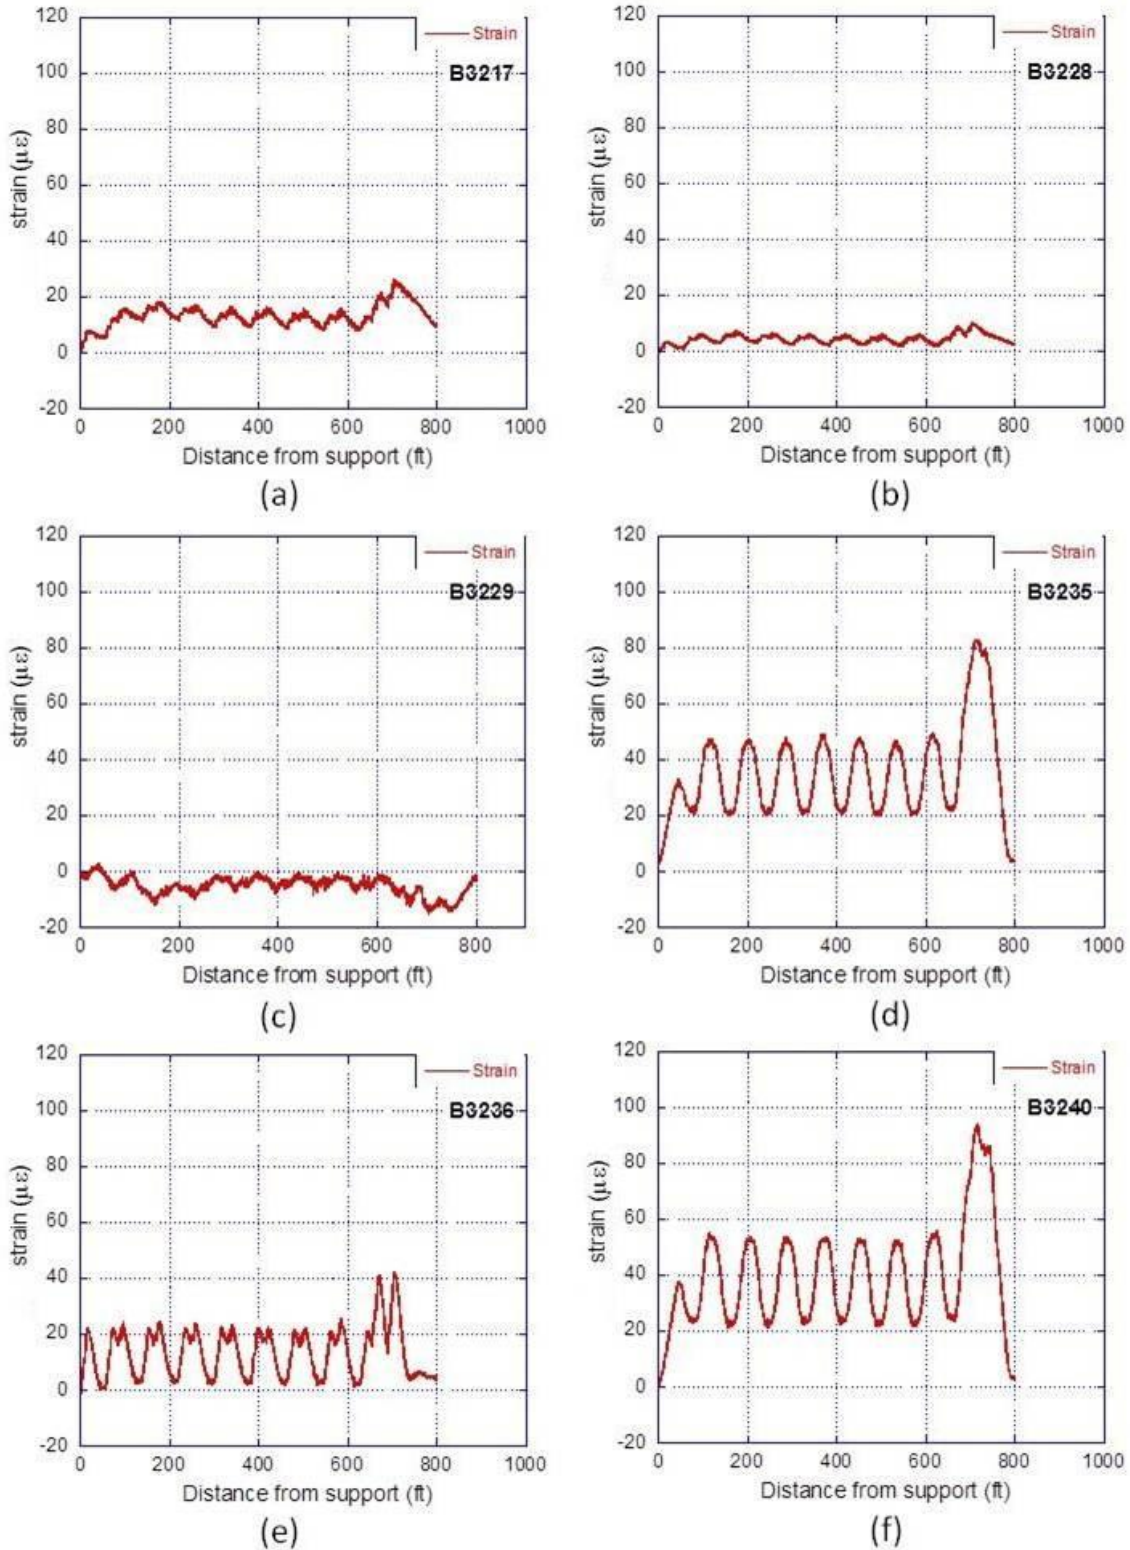 120
100
80
60
40
20
0
-20
strain (με)
Strain
B3217
0 200 400 600 800 1000
Distance from support (ft)
(a)
120
100
80
60
40
20
0
-20
strain (με)
Strain
B3228
0 200 400 600 800 1000
Distance from support (ft)
(b)
120
100
80
60
40
20
0
-20
strain (με)
Strain
B3229
0 200 400 600 800
Distance from support (ft)
(c)
120
100
80
60
40
20
0
-20
strain (με)
Strain
B3235
0 200 400 600 800 1000
Distance from support (ft)
(d)
120
100
80
60
40
20
0
-20
strain (με)
Strain
B3236
0 200 400 600 800 1000
Distance from support (ft)
(e)
120
100
80
60
40
20
0
-20
strain (με)
Strain
B3240
0 200 400 600 800 1000
Distance from support (ft)
(f)